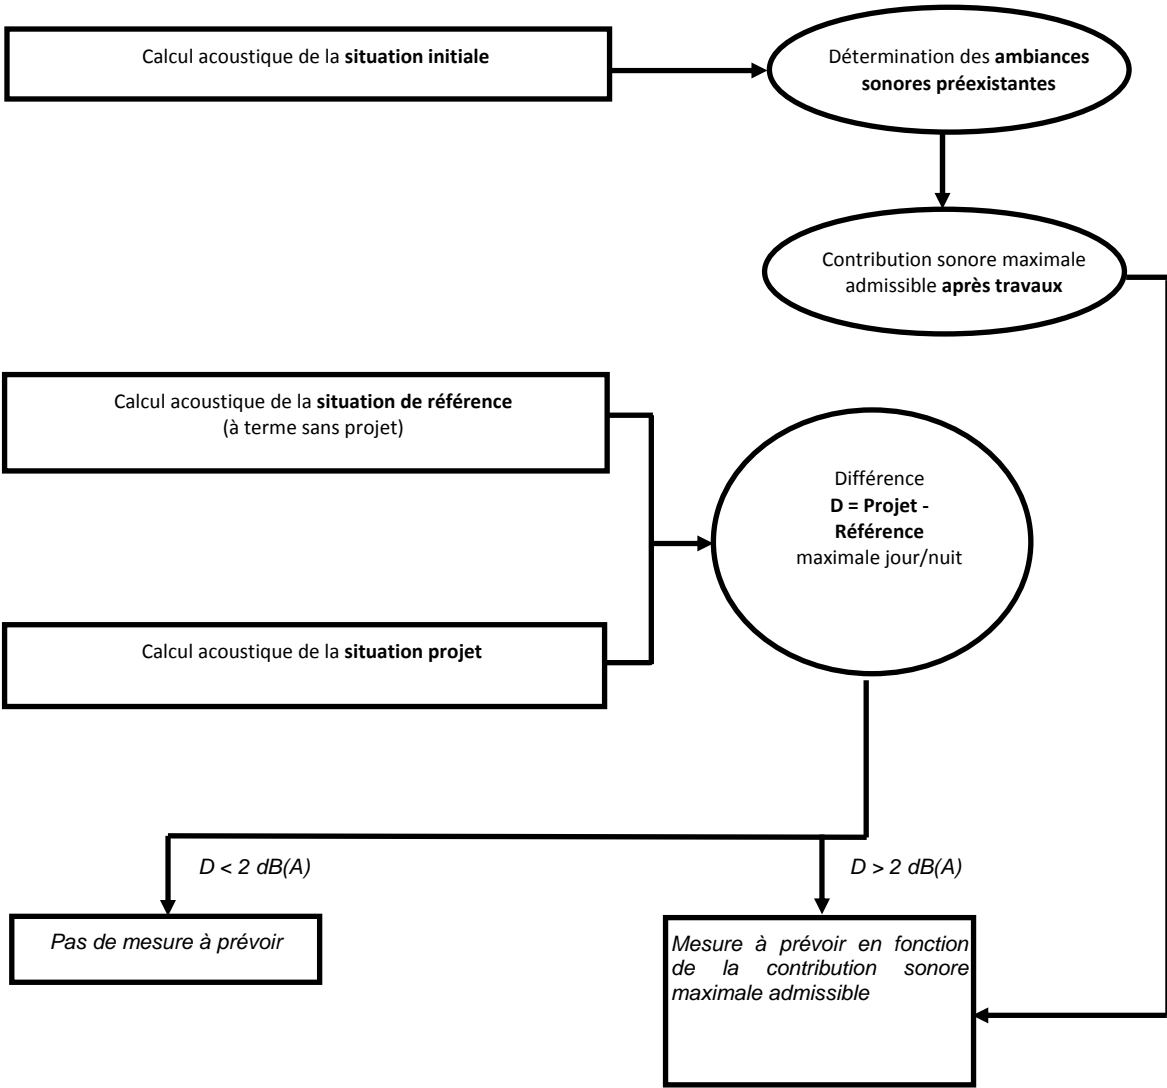 Calcul acoustique de la situation initiale
Détermination des ambiances
sonores préexistantes
Contribution sonore maximale
admissible après travaux
Calcul acoustique de la situation de référence
(à terme sans projet)
Différence
D = Projet -
Référence
maximale jour/nuit
Calcul acoustique de la situation projet
D < 2 dB(A)
D > 2 dB(A)
Pas de mesure à prévoir
Mesure à prévoir en fonction
de la contribution sonore
maximale admissible